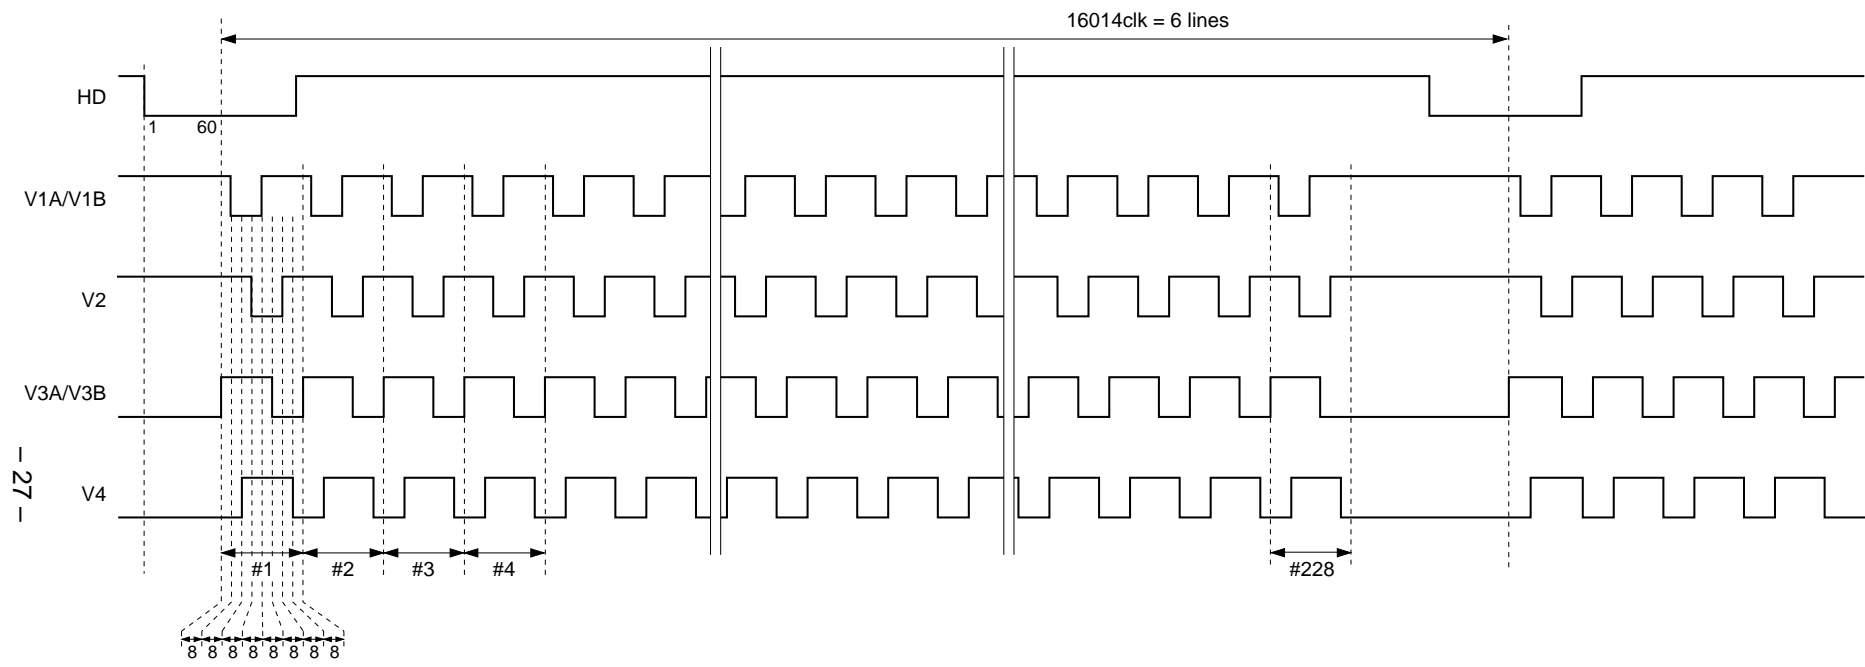 16014clk = 6 lines
HD
1 60
V1A/V1B
V2
V3A/V3B
V4
#1 #2 #3 #4 #228
8 8 8 8 8 8 8 8
– 27 –